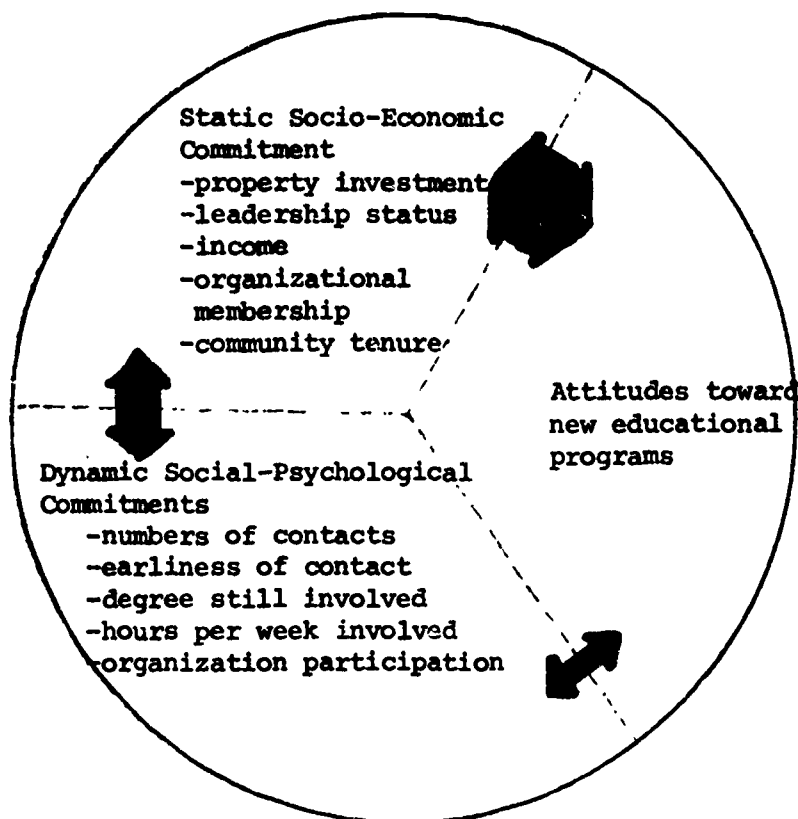 Static Socio-Economic
Commitment
-property investment
-leadership status
-income
-organizational
membership
-community tenure
Attitudes toward
new educational
programs
Dynamic Social-Psychological
Commitments
-numbers of contacts
-earliness of contact
-degree still involved
-hours per week involved
-organization participation